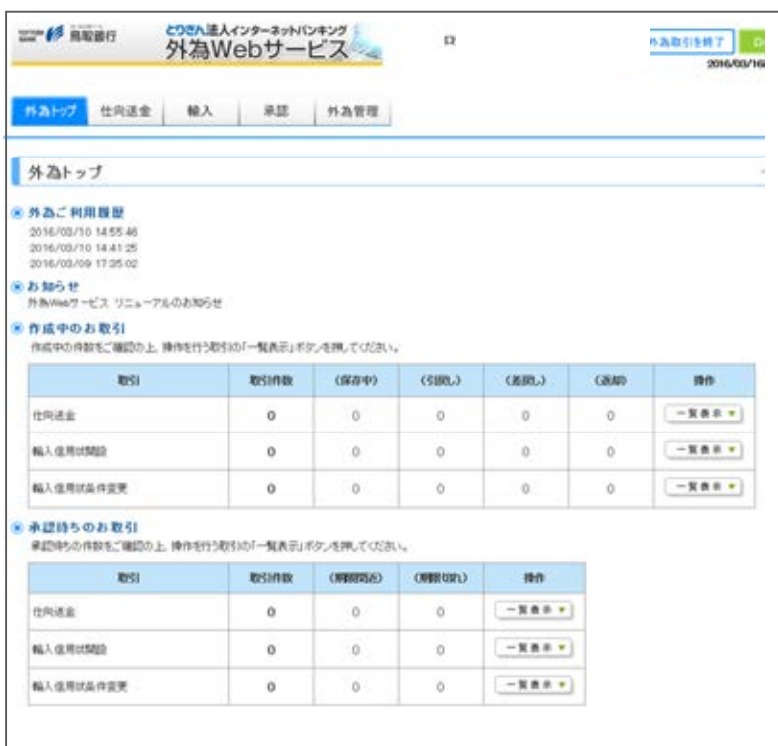 鳥取銀行
とりぎん法人インターネットバンキング
外為Webサービス
ロ
外為取引を終了
2016/03/16
外為トップ 仕向送金 輸入 承認 外為管理
外為トップ
外為ご利用履歴
2016/03/10 14:55:46
2016/03/10 14:41:25
2016/03/09 17:35:02
お知らせ
外為Webサービス リニューアルのお知らせ
作成中のお取引
作成中の件数をご確認の上、操作を行う取引の「一覧表示」ボタンを押してください。
取引 取引件数 (保存中) (引戻し) (差戻し) (返却) 操作
仕向送金 0 0 0 0 0 一覧表示
輸入信用状開設 0 0 0 0 0 一覧表示
輸入信用状条件変更 0 0 0 0 0 一覧表示
承認待ちのお取引
承認待ちの件数をご確認の上、操作を行う取引の「一覧表示」ボタンを押してください。
取引 取引件数 (期限間近) (期限切れ) 操作
仕向送金 0 0 0 一覧表示
輸入信用状開設 0 0 0 一覧表示
輸入信用状条件変更 0 0 0 一覧表示